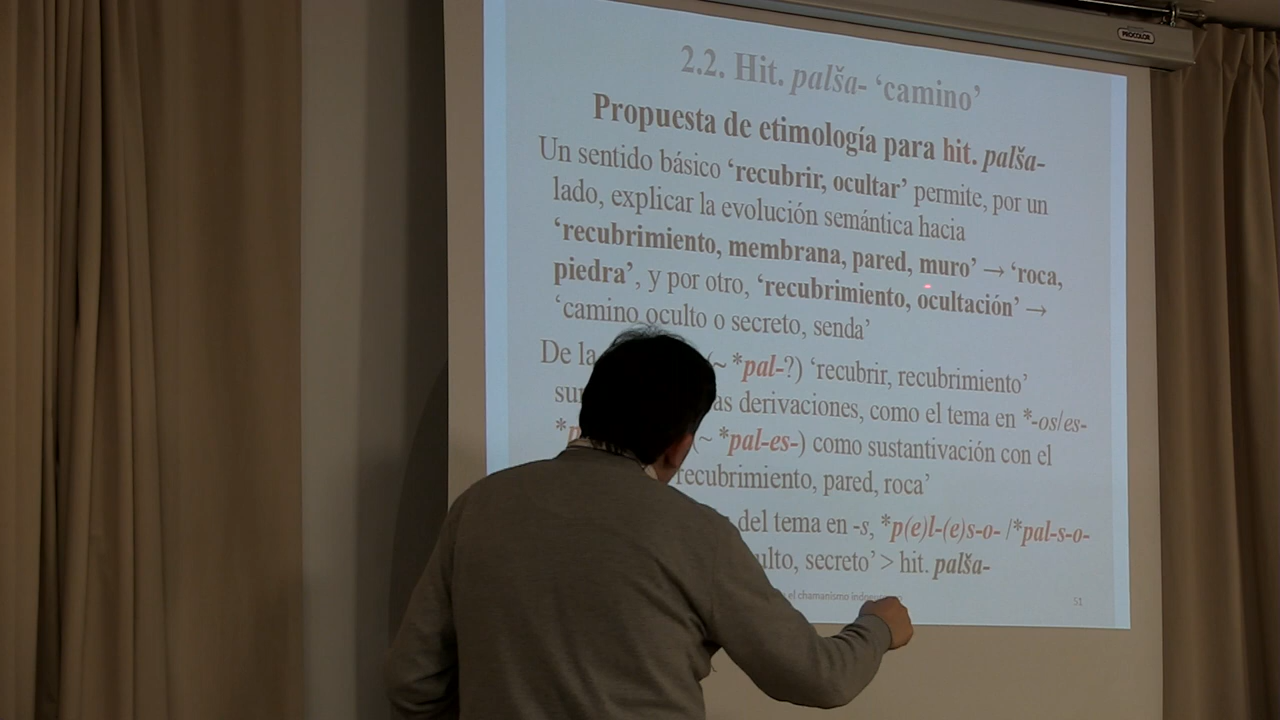 PROCOLOR
2.2. Hit. palša- ‘camino’
Propuesta de etimología para hit. palša-
Un sentido básico ‘recubrir, ocultar’ permite, por un
lado, explicar la evolución semántica hacia
‘recubrimiento, membrana, pared, muro’ → ‘roca,
piedra’, y por otro, ‘recubrimiento, ocultación’ →
‘camino oculto o secreto, senda’
De la (~ *pal-?) ‘recubrir, recubrimiento’
derivaciones, como el tema en *-os/es-
(~ *pal-es-) como sustantivación con el
recubrimiento, pared, roca’
del tema en -s, *p(e)l-(e)s-o- /*pal-s-o-
secreto’ > hit. palša-
el chamanismo
51